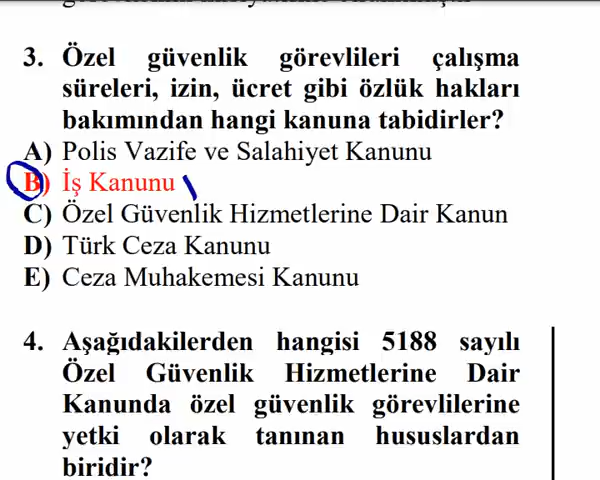 3. Özel güvenlik görevlileri çalışma
süreleri, izin, ücret gibi özlük hakları
bakımından hangi kanuna tabidirler?
A) Polis Vazife ve Salahiyet Kanunu
B) İş Kanunu
C) Özel Güvenlik Hizmetlerine Dair Kanun
D) Türk Ceza Kanunu
E) Ceza Muhakemesi Kanunu
4. Aşağıdakilerden hangisi 5188 sayılı
Özel Güvenlik Hizmetlerine Dair
Kanunda özel güvenlik görevlilerine
yetki olarak tanınan hususlardan
biridir?